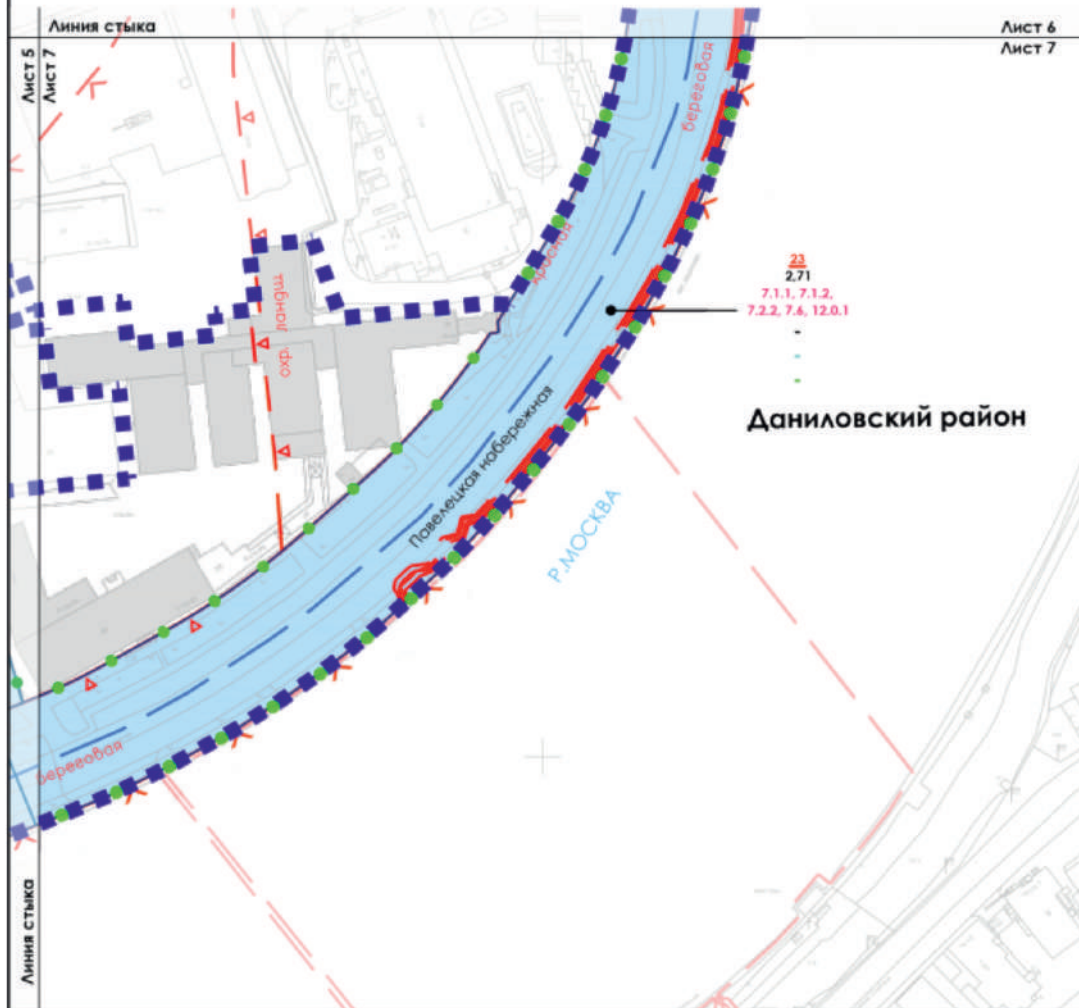 Линия стыка
Лист 6
Лист 5
Лист 7
Лист 7
береговая
красная
23
2,71
7.1.1, 7.1.2,
7.2.2, 7.6, 12.0.1
-
-
-
Даниловский район
Павелецкая набережная
Р.МОСКВА
береговая
Линия стыка